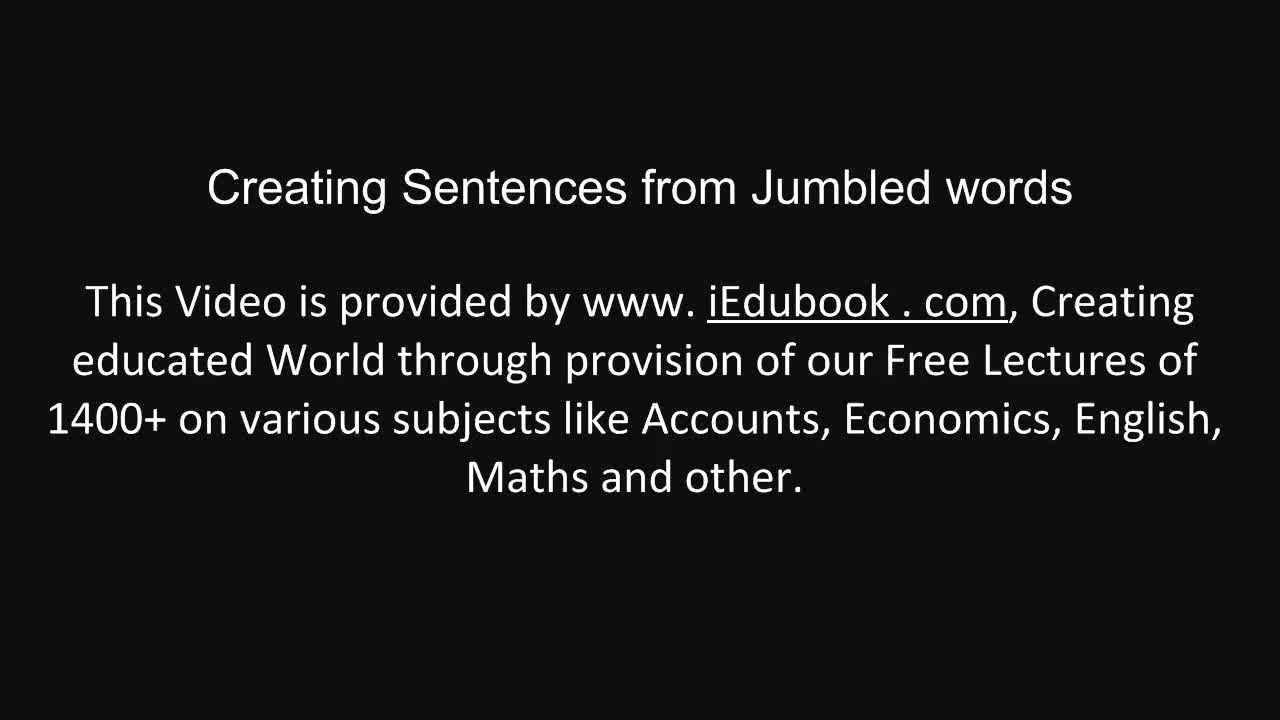 Creating Sentences from Jumbled words
This Video is provided by www. iEdubook . com, Creating
educated World through provision of our Free Lectures of
1400+ on various subjects like Accounts, Economics, English,
Maths and other.